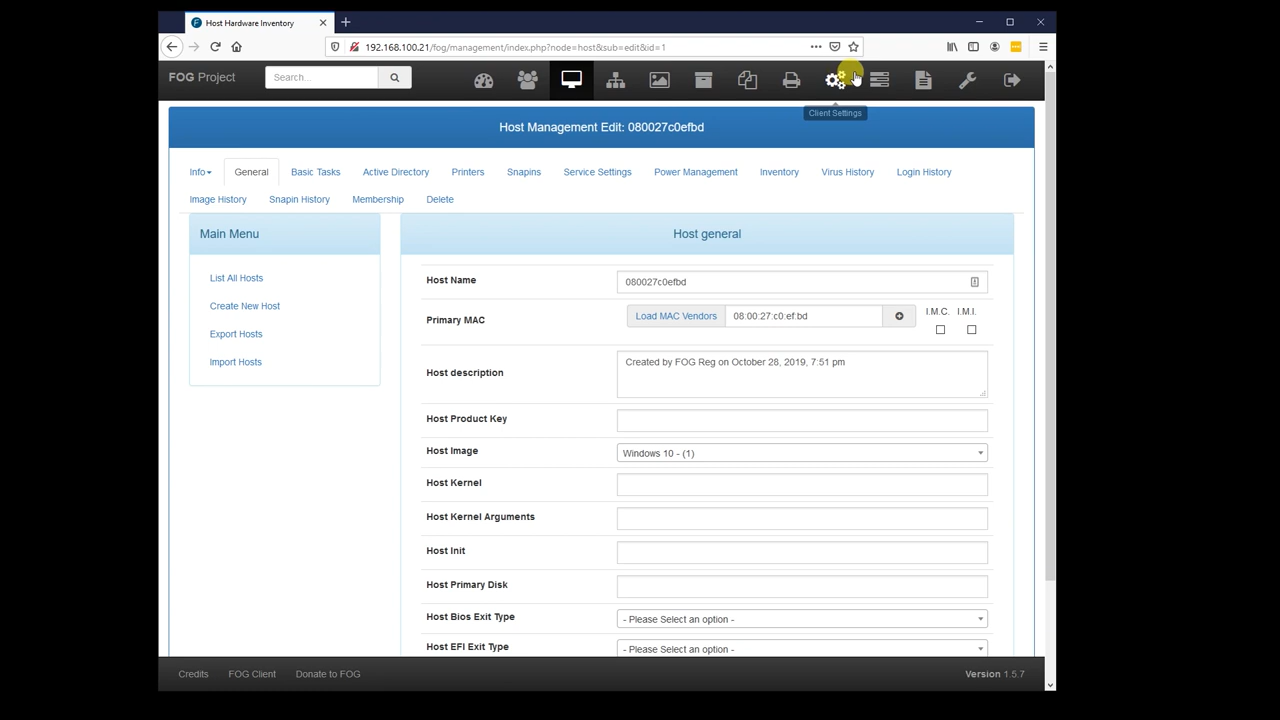 Host Hardware Inventory
192.168.100.21/fog/management/index.php?node=host&sub=edit&id=1
FOG Project
Search...
Client Settings
Host Management Edit: 080027c0efbd
Info General Basic Tasks Active Directory Printers Snapins Service Settings Power Management Inventory Virus History Login History
Image History Snapin History Membership Delete
Main Menu
List All Hosts
Create New Host
Export Hosts
Import Hosts
Host general
Host Name 080027c0efbd
Primary MAC Load MAC Vendors 08:00:27:c0:ef:bd I.M.C. I.M.I.
Host description Created by FOG Reg on October 28, 2019, 7:51 pm
Host Product Key
Host Image Windows 10 - (1)
Host Kernel
Host Kernel Arguments
Host Init
Host Primary Disk
Host Bios Exit Type - Please Select an option -
Host EFI Exit Type - Please Select an option -
Credits FOG Client Donate to FOG Version 1.5.7